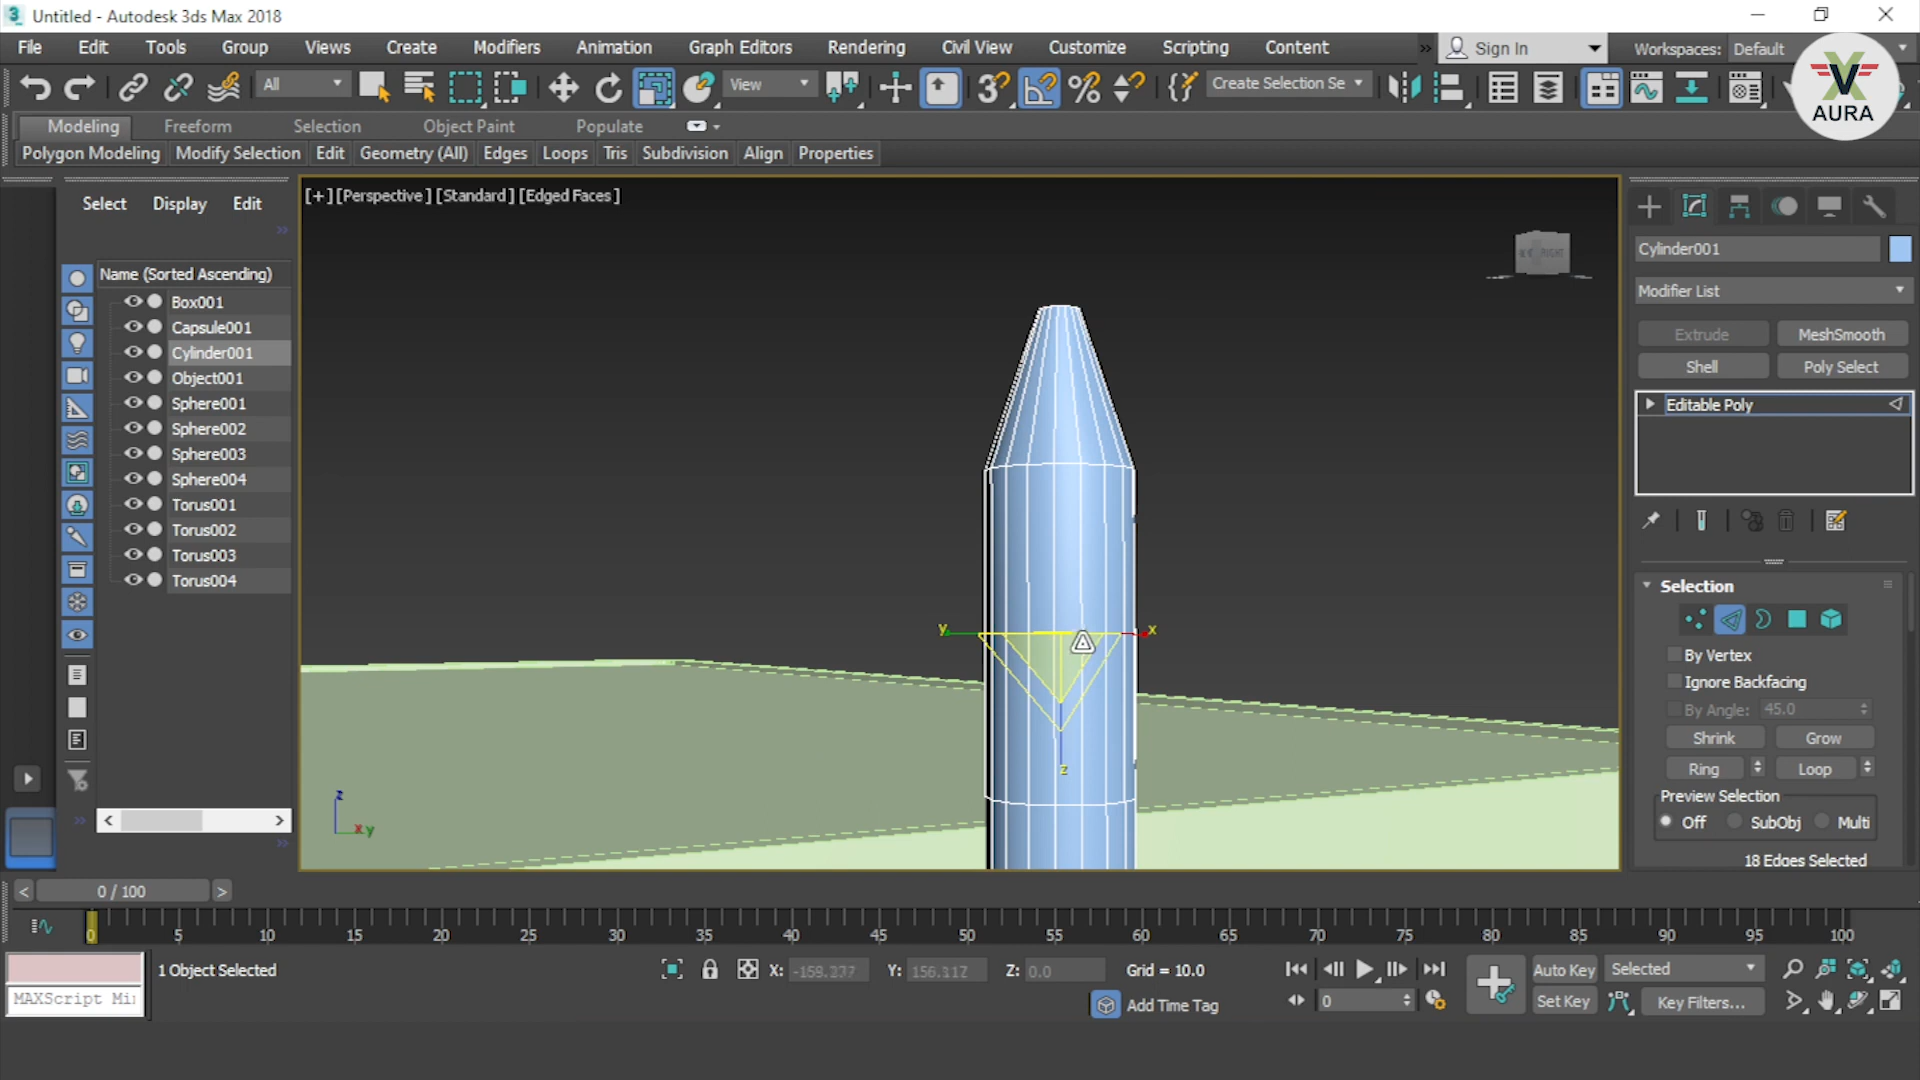 Untitled - Autodesk 3ds Max 2018
File Edit Tools Group Views Create Modifiers Animation Graph Editors Rendering Civil View Customize Scripting Content Sign In Workspaces: Default
All View Create Selection Se
AURA
Modeling Freeform Selection Object Paint Populate
Polygon Modeling Modify Selection Edit Geometry (All) Edges Loops Tris Subdivision Align Properties
Select Display Edit
[+] [Perspective] [Standard] [Edged Faces]
Name (Sorted Ascending)
Box001
Capsule001
Cylinder001
Object001
Sphere001
Sphere002
Sphere003
Sphere004
Torus001
Torus002
Torus003
Torus004
RIGHT
y x
z
z
x y
Cylinder001
Modifier List
Extrude MeshSmooth
Shell Poly Select
Editable Poly
Selection
By Vertex
Ignore Backfacing
By Angle: 45.0
Shrink Grow
Ring Loop
Preview Selection
Off SubObj Multi
18 Edges Selected
0 / 100
0 5 10 15 20 25 30 35 40 45 50 55 60 65 70 75 80 85 90 95 100
1 Object Selected X: Y: Z: 0.0 Grid = 10.0 Auto Key Selected
MAXScript Mi Add Time Tag 0 Set Key Key Filters...